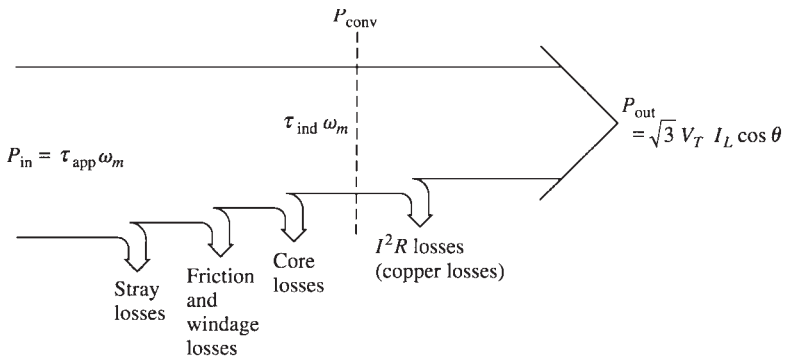 P_conv
τ_ind ω_m
P_out
= √3 V_T I_L cos θ
P_in = τ_app ω_m
I²R losses
(copper losses)
Core
losses
Friction
and
windage
losses
Stray
losses